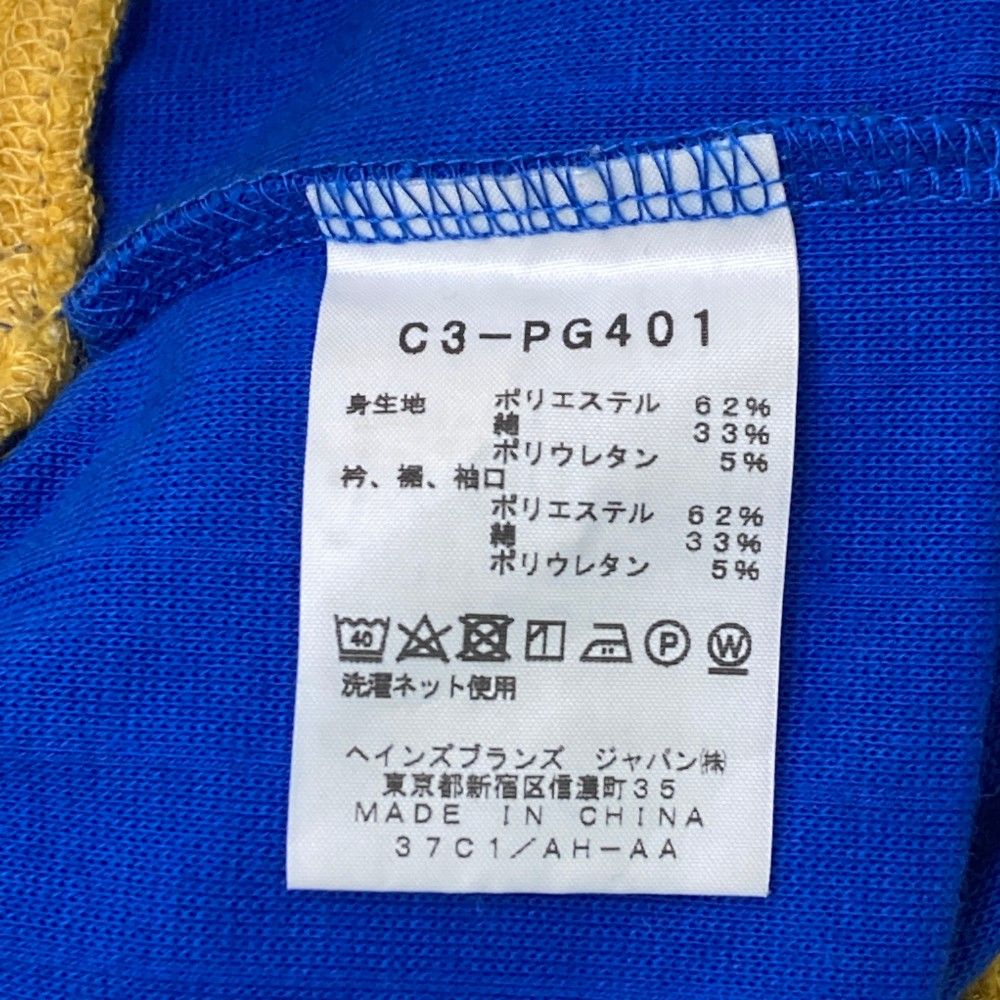 C3-PG401
身生地 ポリエステル 62%
綿 33%
ポリウレタン 5%
衿、裾、袖口
ポリエステル 62%
綿 33%
ポリウレタン 5%
40 P W
洗濯ネット使用
ヘインズブランズ ジャパン㈱
東京都新宿区信濃町35
MADE IN CHINA
37C1/AH-AA